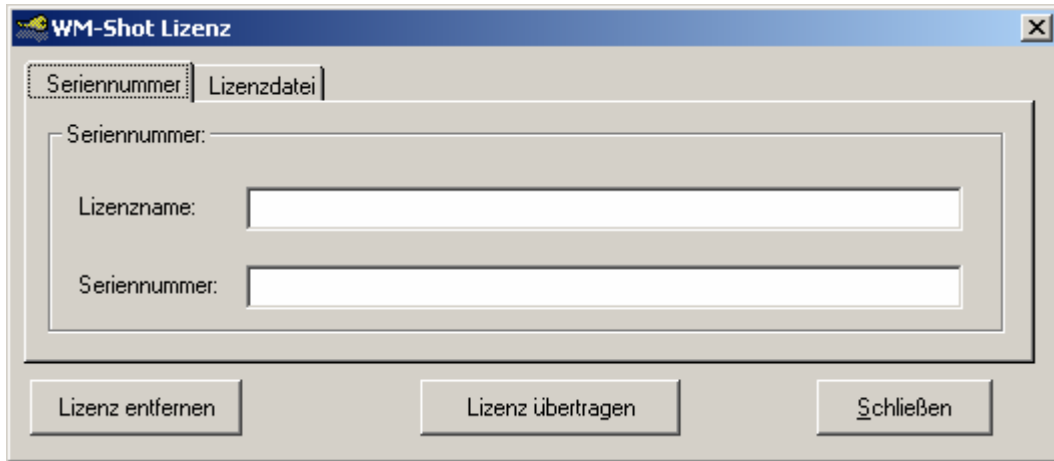 WM-Shot Lizenz
Seriennummer Lizenzdatei
Seriennummer:
Lizenzname:
Seriennummer:
Lizenz entfernen Lizenz übertragen Schließen